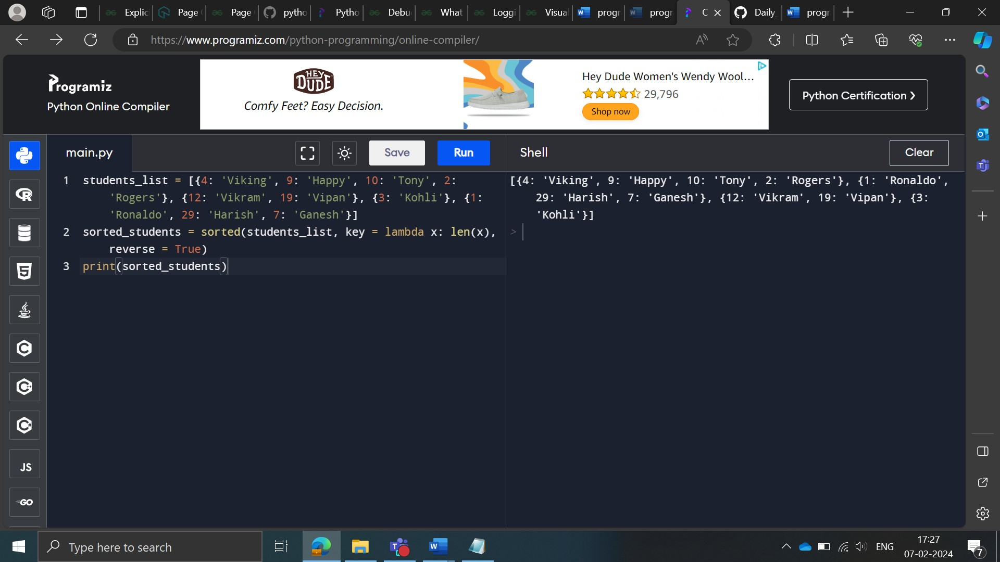 Explic
Page
Page
pytho
Pytho
Debu
What
Loggi
Visual
progr
progr
C
Daily_
progr
https://www.programiz.com/python-programming/online-compiler/
Programiz
Python Online Compiler
HEY DUDE
Comfy Feet? Easy Decision.
Hey Dude Women's Wendy Wool...
29,796
Shop now
Python Certification ❯
main.py
Save
Run
Shell
Clear
1 students_list = [{4: 'Viking', 9: 'Happy', 10: 'Tony', 2:
'Rogers'}, {12: 'Vikram', 19: 'Vipan'}, {3: 'Kohli'}, {1:
'Ronaldo', 29: 'Harish', 7: 'Ganesh'}]
2 sorted_students = sorted(students_list, key = lambda x: len(x),
reverse = True)
3 print(sorted_students)
[{4: 'Viking', 9: 'Happy', 10: 'Tony', 2: 'Rogers'}, {1: 'Ronaldo',
29: 'Harish', 7: 'Ganesh'}, {12: 'Vikram', 19: 'Vipan'}, {3:
'Kohli'}]
>
JS
GO
Type here to search
ENG
17:27
07-02-2024
7